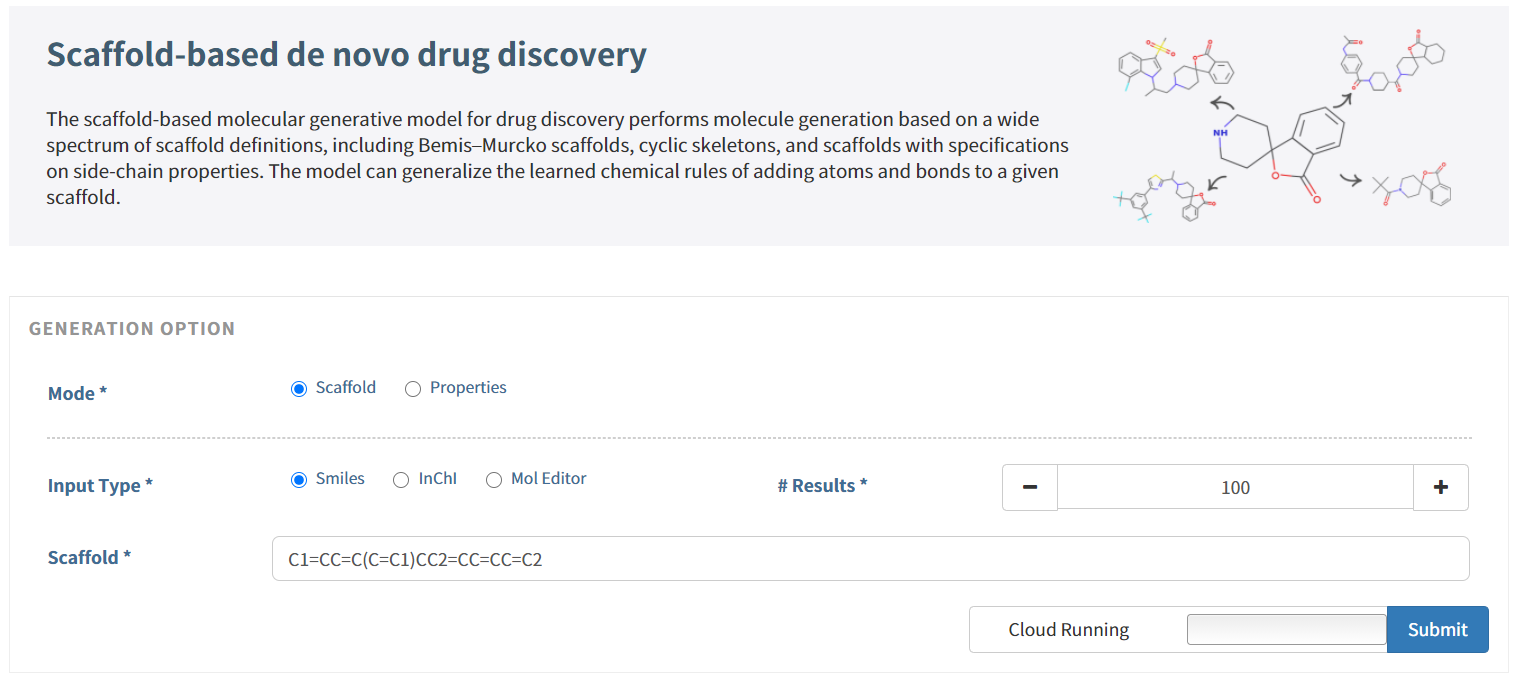 Scaffold-based de novo drug discovery
The scaffold-based molecular generative model for drug discovery performs molecule generation based on a wide
spectrum of scaffold definitions, including Bemis–Murcko scaffolds, cyclic skeletons, and scaffolds with specifications
on side-chain properties. The model can generalize the learned chemical rules of adding atoms and bonds to a given
scaffold.
NH
O
O
GENERATION OPTION
Mode * Scaffold Properties
Input Type * Smiles InChI Mol Editor # Results * − 100 +
Scaffold * C1=CC=C(C=C1)CC2=CC=CC=C2
Cloud Running Submit